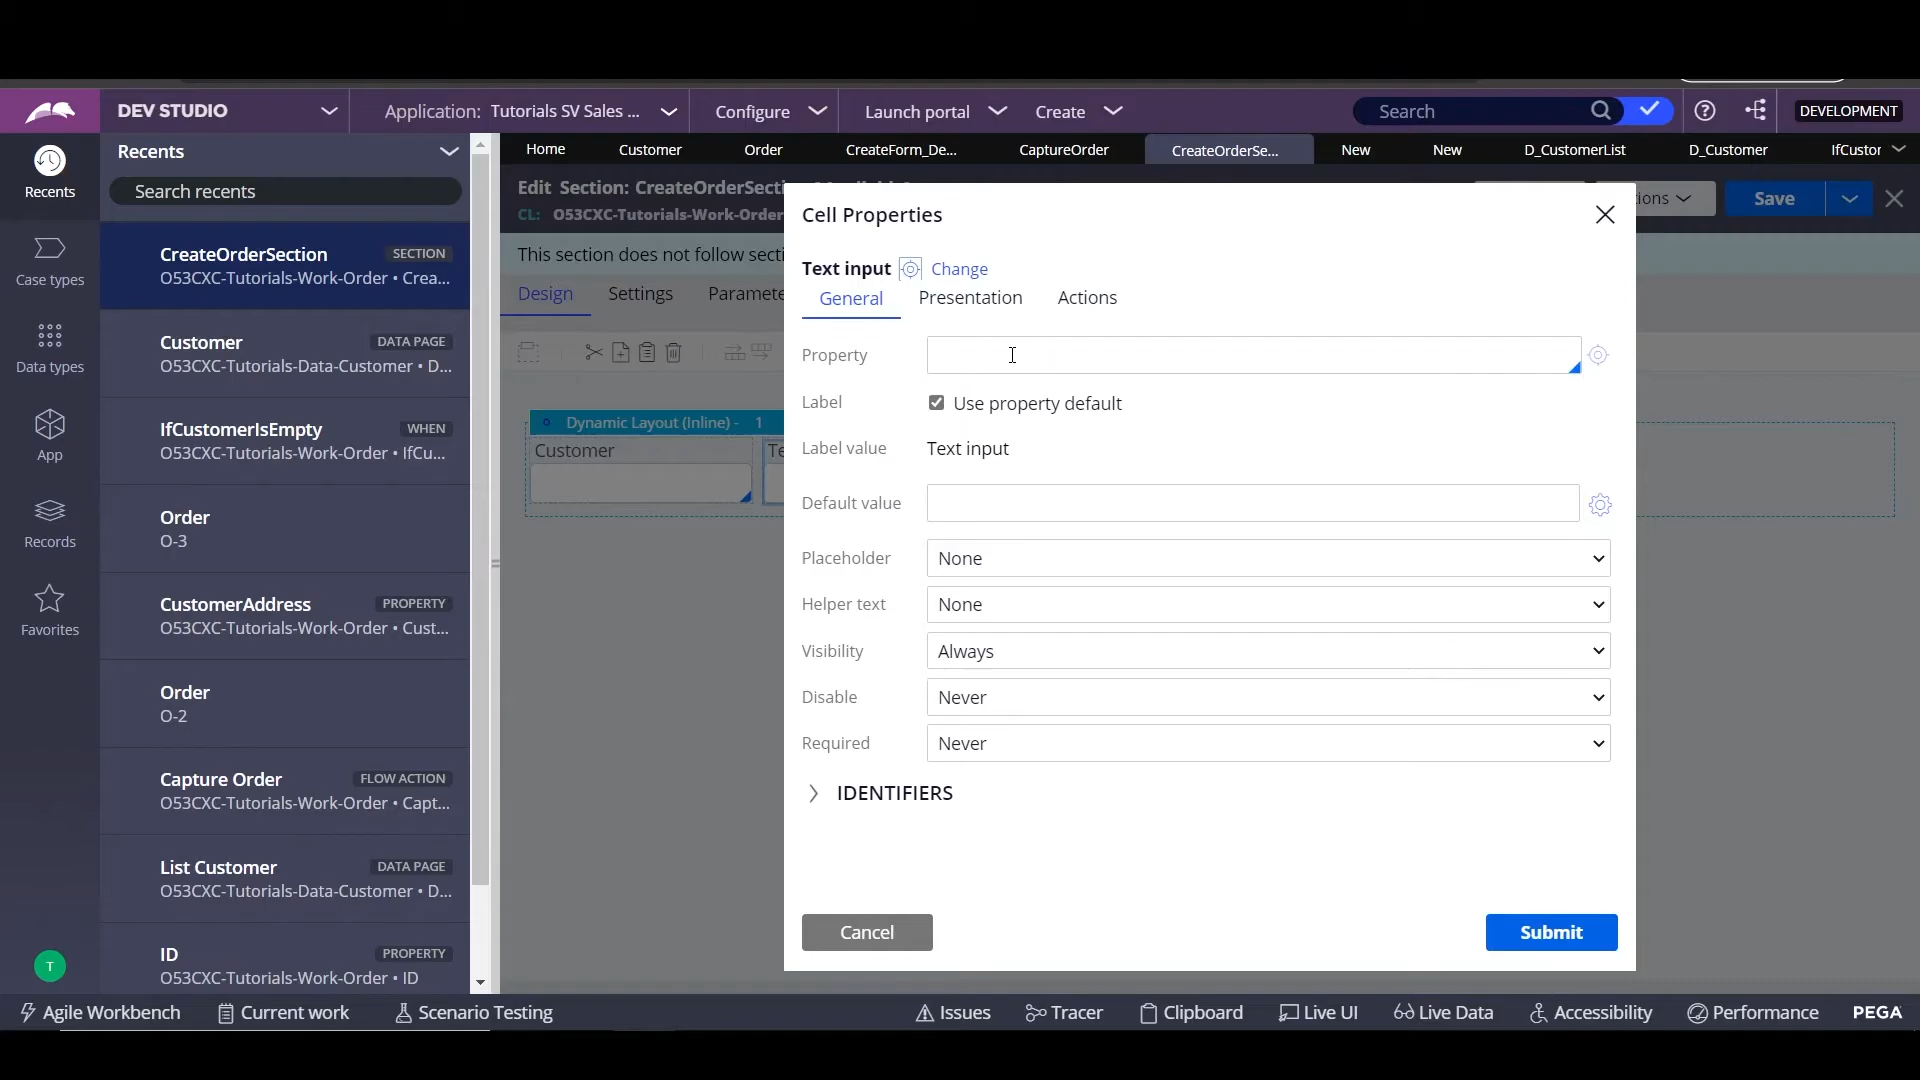 DEV STUDIO
Application: Tutorials SV Sales ...
Configure
Launch portal
Create
Search
DEVELOPMENT
Recents
Home
Customer
Order
CreateForm_De...
CaptureOrder
CreateOrderSe...
New
New
D_CustomerList
D_Customer
IfCustor
Recents
Search recents
Case types
Data types
App
Records
Favorites
T
CreateOrderSection SECTION
O53CXC-Tutorials-Work-Order • Crea...
Customer DATA PAGE
O53CXC-Tutorials-Data-Customer • D...
IfCustomerIsEmpty WHEN
O53CXC-Tutorials-Work-Order • IfCu...
Order
O-3
CustomerAddress PROPERTY
O53CXC-Tutorials-Work-Order • Cust...
Order
O-2
Capture Order FLOW ACTION
O53CXC-Tutorials-Work-Order • Capt...
List Customer DATA PAGE
O53CXC-Tutorials-Data-Customer • D...
ID PROPERTY
O53CXC-Tutorials-Work-Order • ID
Edit Section: CreateOrderSecti
CL: O53CXC-Tutorials-Work-Order
ions
Save
This section does not follow secti
Design
Settings
Paramete
Dynamic Layout (Inline) - 1
Customer
Te
Cell Properties
Text input Change
General
Presentation
Actions
Property
Label Use property default
Label value Text input
Default value
Placeholder None
Helper text None
Visibility Always
Disable Never
Required Never
IDENTIFIERS
Cancel
Submit
Agile Workbench
Current work
Scenario Testing
Issues
Tracer
Clipboard
Live UI
Live Data
Accessibility
Performance
PEGA